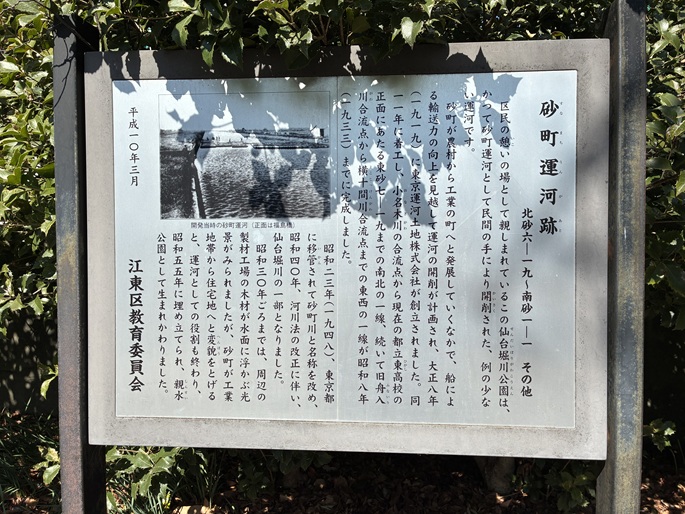 砂町運河跡
北砂六―一九～南砂一―一 その他
区民の憩いの場として親しまれているこの仙台堀川公園は、
かつて砂町運河として民間の手により開削された、例の少な
い運河です。
砂町が農村から工業の町へと発展していくなかで、船によ
る輸送力の向上を見越して運河の開削が計画され、大正八年
（一九一九）に東京運河土地株式会社が創立されました。同
一一年に着工し、小名木川の合流点から現在の都立東高校の
正面にあたる東砂七―一九までの南北の一線、続いて旧舟入
川合流点から横十間川合流点までの東西の一線が昭和八年
（一九三三）までに完成しました。
開発当時の砂町運河（正面は福島橋）
昭和二三年（一九四八）、東京都
に移管されて砂町川と名称を改め、
昭和四〇年、河川法の改正に伴い、
仙台堀川の一部となりました。
昭和三〇年ごろまでは、周辺の
製材工場の木材が水面に浮かぶ光
景がみられましたが、砂町が工業
地帯から住宅地へと変貌をとげる
と、運河としての役割も終わり、
昭和五五年に埋め立てられ、親水
公園として生まれかわりました。
平成一〇年三月
江東区教育委員会